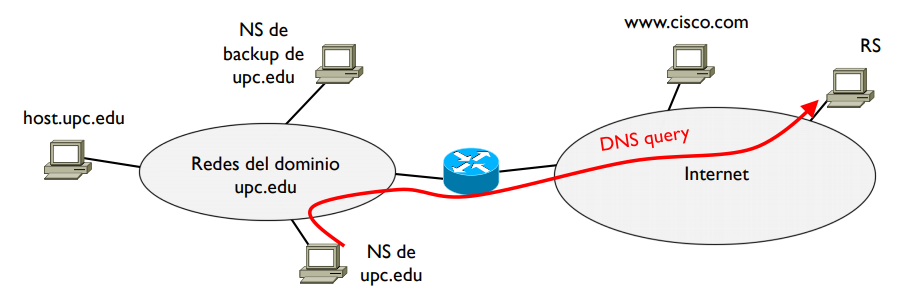 NS de
backup de
upc.edu
www.cisco.com
RS
host.upc.edu
DNS query
Redes del dominio
upc.edu
Internet
NS de
upc.edu